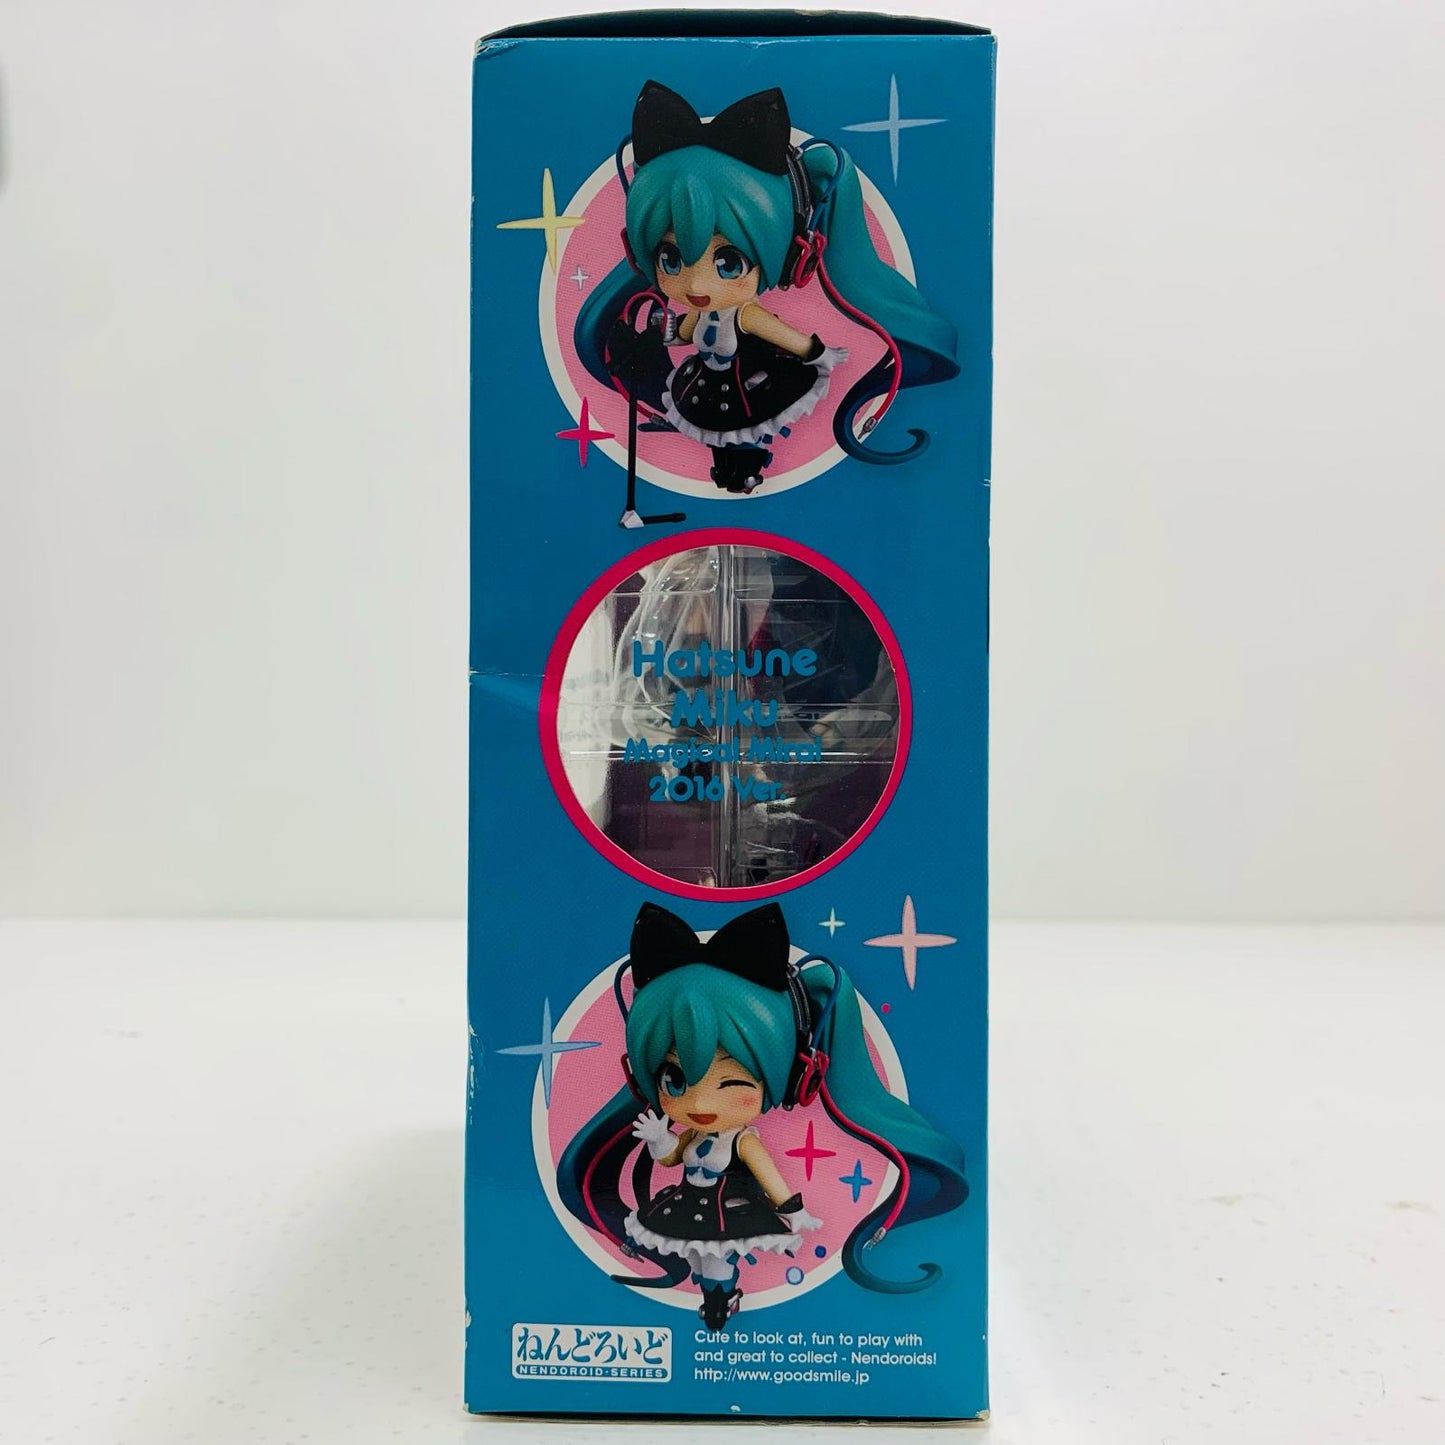 Hatsune
Miku
Magical Mirai
2016 Ver.
ねんどろいど
NENDOROID·SERIES
Cute to look at, fun to play with
and great to collect - Nendoroids!
http://www.goodsmile.jp